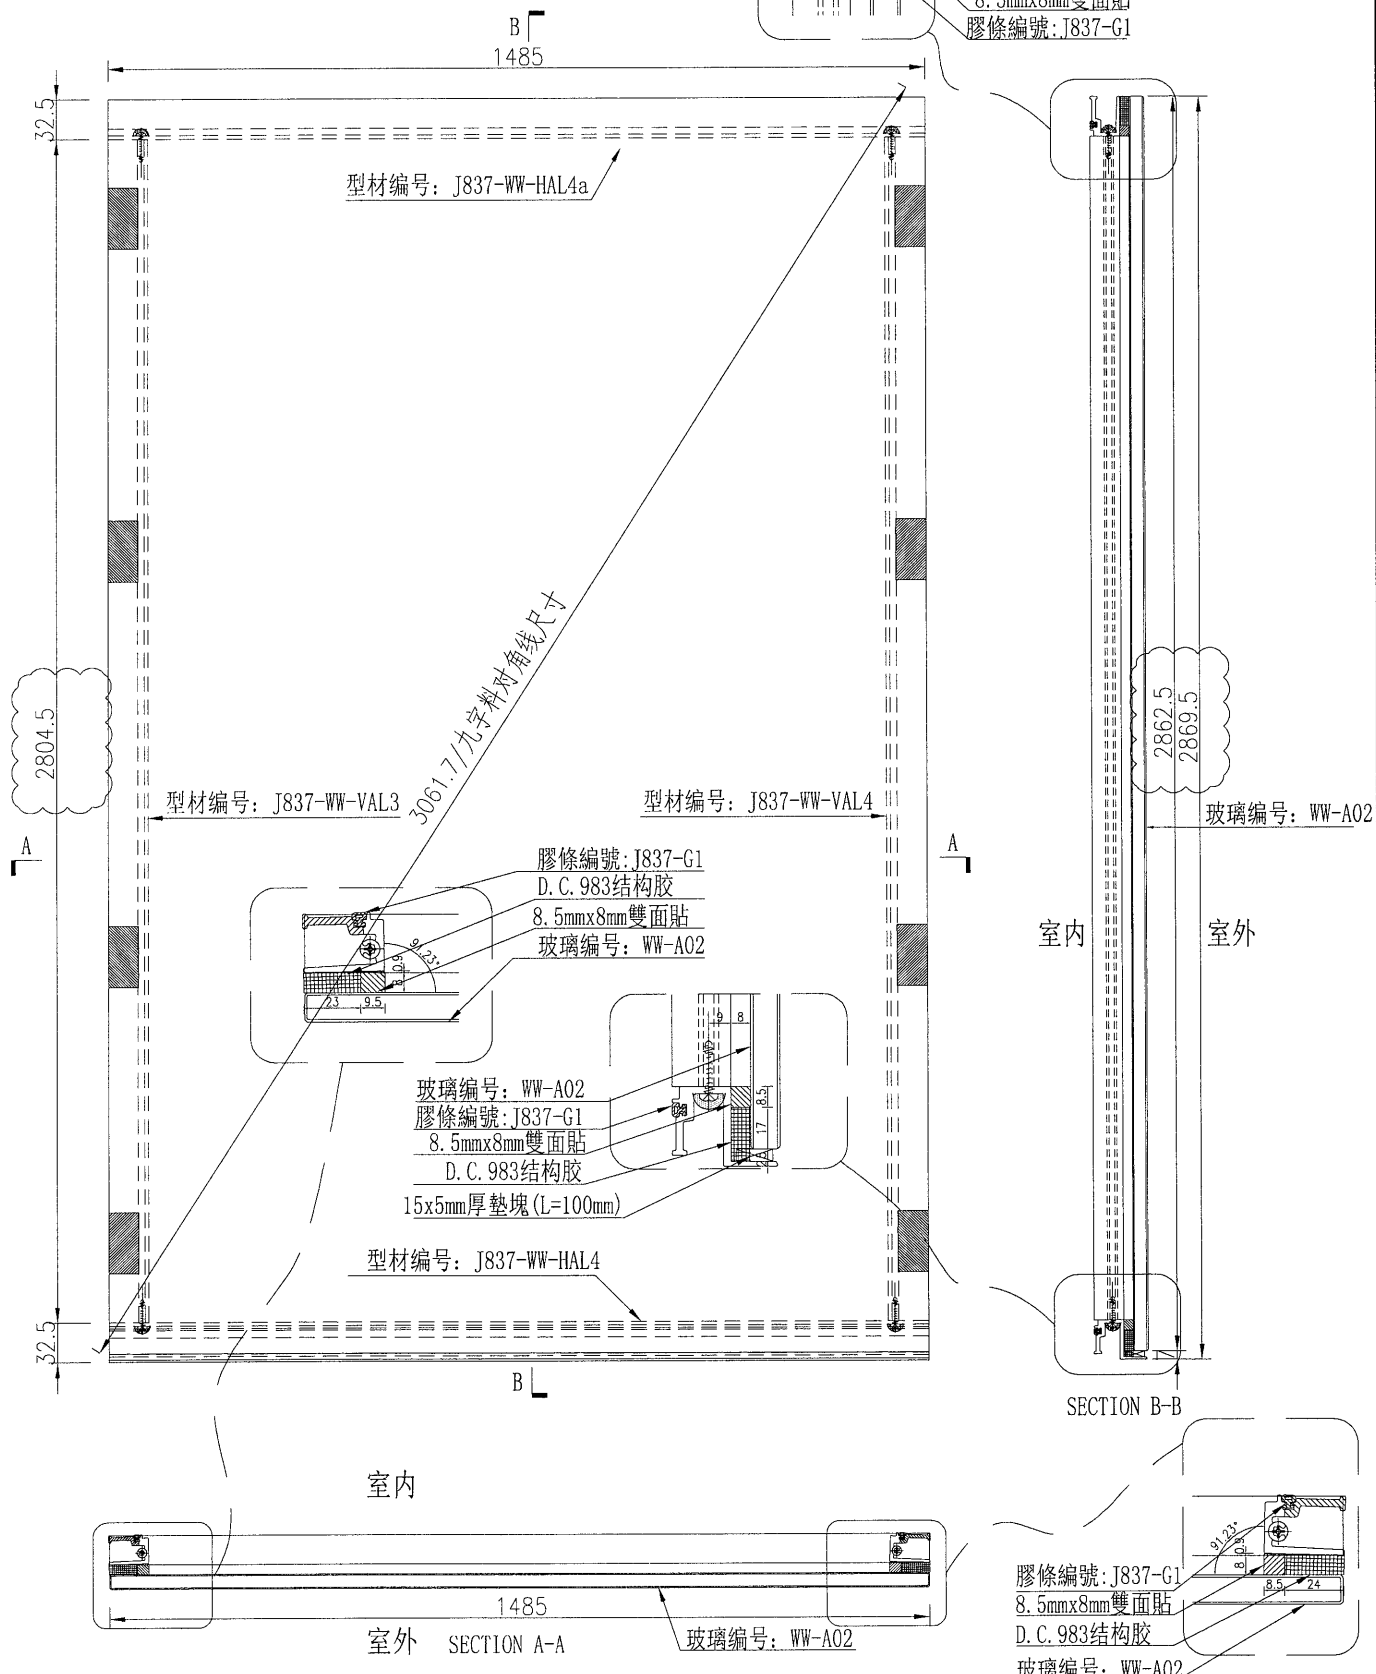 8.5mmx8mm雙面貼
膠條編號:J837-G1
B
1485
32.5
型材编号: J837-WW-HAL4a
2804.5
3061.7/九字料对角线尺寸
2862.5
2869.5
型材编号: J837-WW-VAL3
型材编号: J837-WW-VAL4
玻璃编号: WW-A02
A
A
膠條編號:J837-G1
D.C.983结构胶
8.5mmx8mm雙面貼
玻璃编号: WW-A02
91.23°
8
0.9
23
9.5
室内
室外
9
8
8.5
17
玻璃编号: WW-A02
膠條編號:J837-G1
8.5mmx8mm雙面貼
D.C.983结构胶
15x5mm厚墊塊(L=100mm)
型材编号: J837-WW-HAL4
32.5
B
7
SECTION B-B
室内
1485
室外
SECTION A-A
玻璃编号: WW-A02
91.23°
8
0.9
8.5
24
膠條編號:J837-G1
8.5mmx8mm雙面貼
D.C.983结构胶
玻璃编号: WW-A02